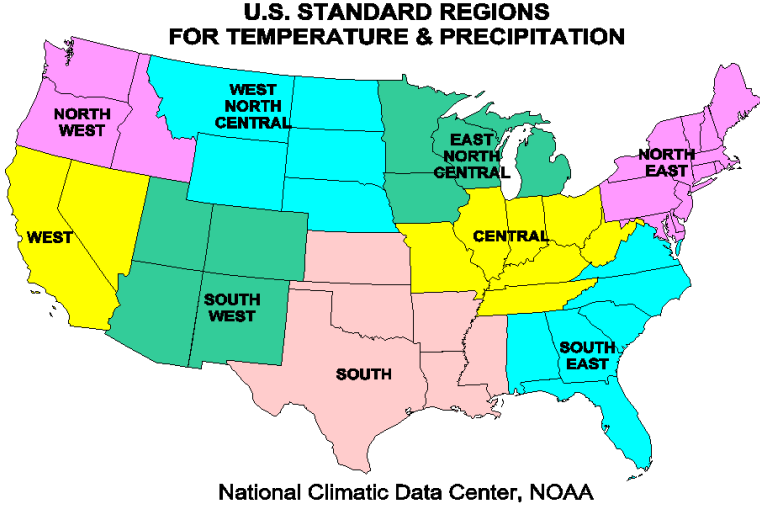 U.S. STANDARD REGIONS
FOR TEMPERATURE & PRECIPITATION
NORTH
WEST
WEST
NORTH
CENTRAL
EAST
NORTH
CENTRAL
NORTH
EAST
WEST
CENTRAL
SOUTH
WEST
SOUTH
SOUTH
EAST
National Climatic Data Center, NOAA